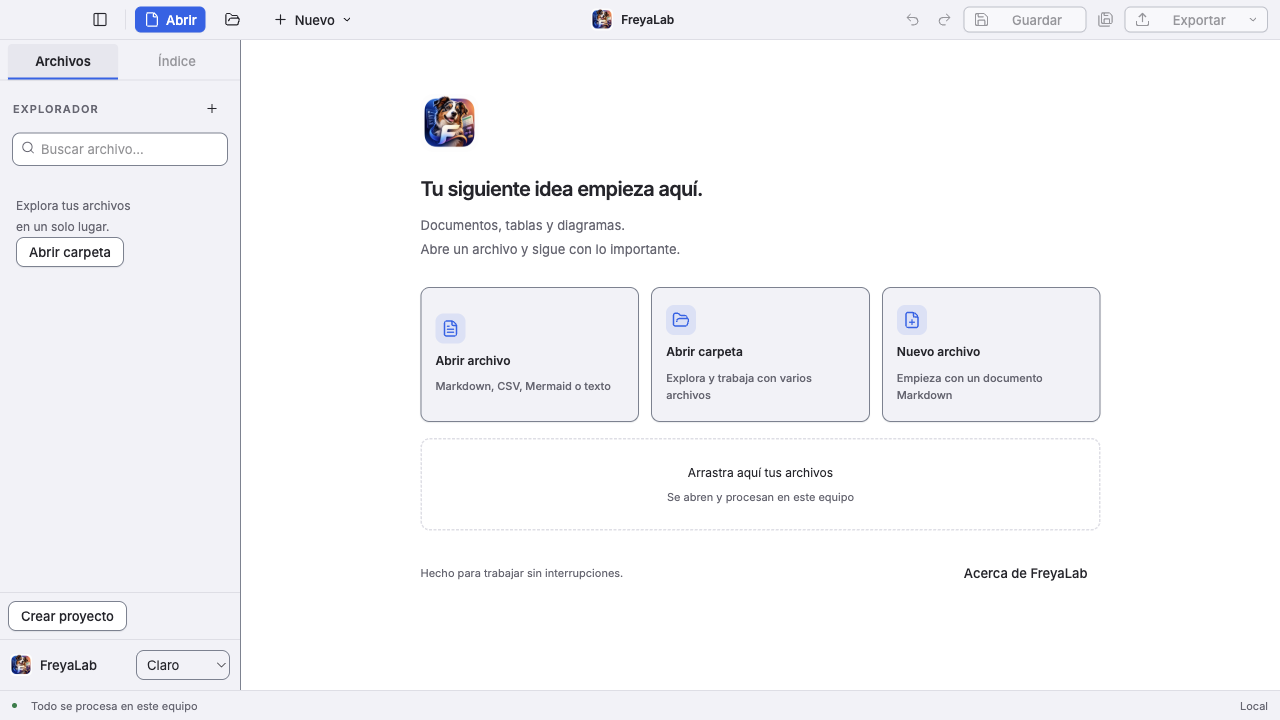 Abrir
Nuevo
FreyaLab
Guardar
Exportar
Archivos
Índice
EXPLORADOR
Buscar archivo...
Explora tus archivos
en un solo lugar.
Abrir carpeta
Tu siguiente idea empieza aquí.
Documentos, tablas y diagramas.
Abre un archivo y sigue con lo importante.
Abrir archivo
Markdown, CSV, Mermaid o texto
Abrir carpeta
Explora y trabaja con varios
archivos
Nuevo archivo
Empieza con un documento
Markdown
Arrastra aquí tus archivos
Se abren y procesan en este equipo
Hecho para trabajar sin interrupciones.
Acerca de FreyaLab
Crear proyecto
FreyaLab
Claro
Todo se procesa en este equipo
Local